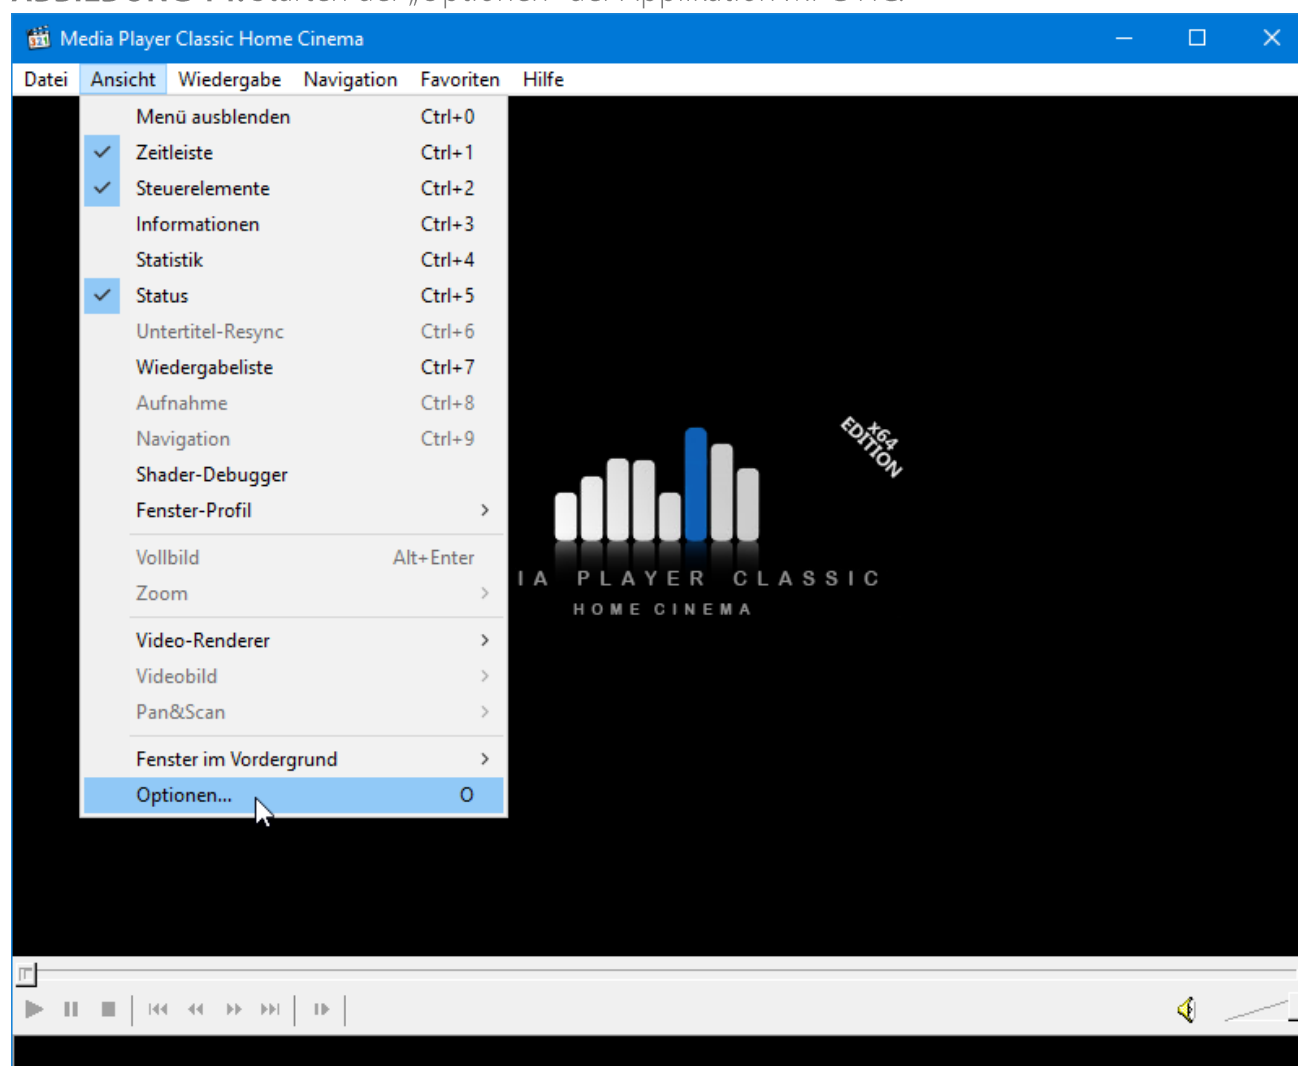 Media Player Classic Home Cinema
Datei Ansicht Wiedergabe Navigation Favoriten Hilfe
Menü ausblenden Ctrl+0
Zeitleiste Ctrl+1
Steuerelemente Ctrl+2
Informationen Ctrl+3
Statistik Ctrl+4
Status Ctrl+5
Untertitel-Resync Ctrl+6
Wiedergabeliste Ctrl+7
Aufnahme Ctrl+8
Navigation Ctrl+9
Shader-Debugger
Fenster-Profil
Vollbild Alt+Enter
Zoom
Video-Renderer
Videobild
Pan&Scan
Fenster im Vordergrund
Optionen... O
x64
EDITION
IA PLAYER CLASSIC
HOME CINEMA